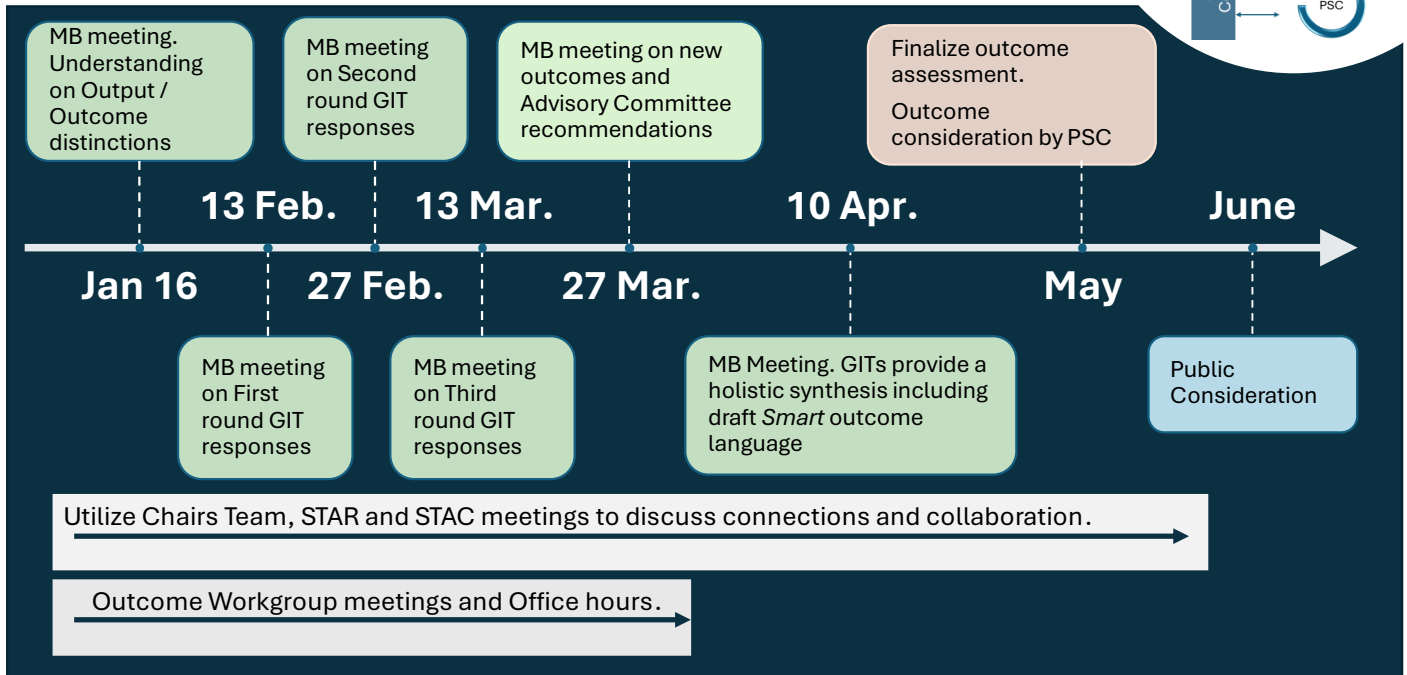 PSC
MB meeting.
Understanding
on Output /
Outcome
distinctions
MB meeting
on Second
round GIT
responses
MB meeting on new
outcomes and
Advisory Committee
recommendations
Finalize outcome
assessment.
Outcome
consideration by PSC
13 Feb.
13 Mar.
10 Apr.
June
Jan 16
27 Feb.
27 Mar.
May
MB meeting
on First
round GIT
responses
MB meeting
on Third
round GIT
responses
MB Meeting. GITs provide a
holistic synthesis including
draft Smart outcome
language
Public
Consideration
Utilize Chairs Team, STAR and STAC meetings to discuss connections and collaboration.
Outcome Workgroup meetings and Office hours.